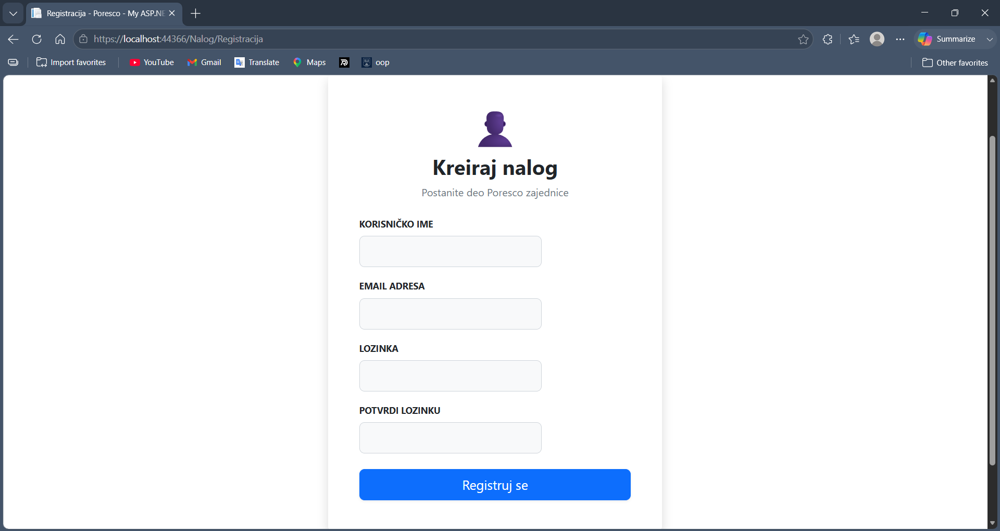 Registracija - Poresco - My ASP.NE
https://localhost:44366/Nalog/Registracija
Summarize
Import favorites
YouTube
Gmail
Translate
Maps
oop
Other favorites
Kreiraj nalog
Postanite deo Poresco zajednice
KORISNIČKO IME
EMAIL ADRESA
LOZINKA
POTVRDI LOZINKU
Registruj se